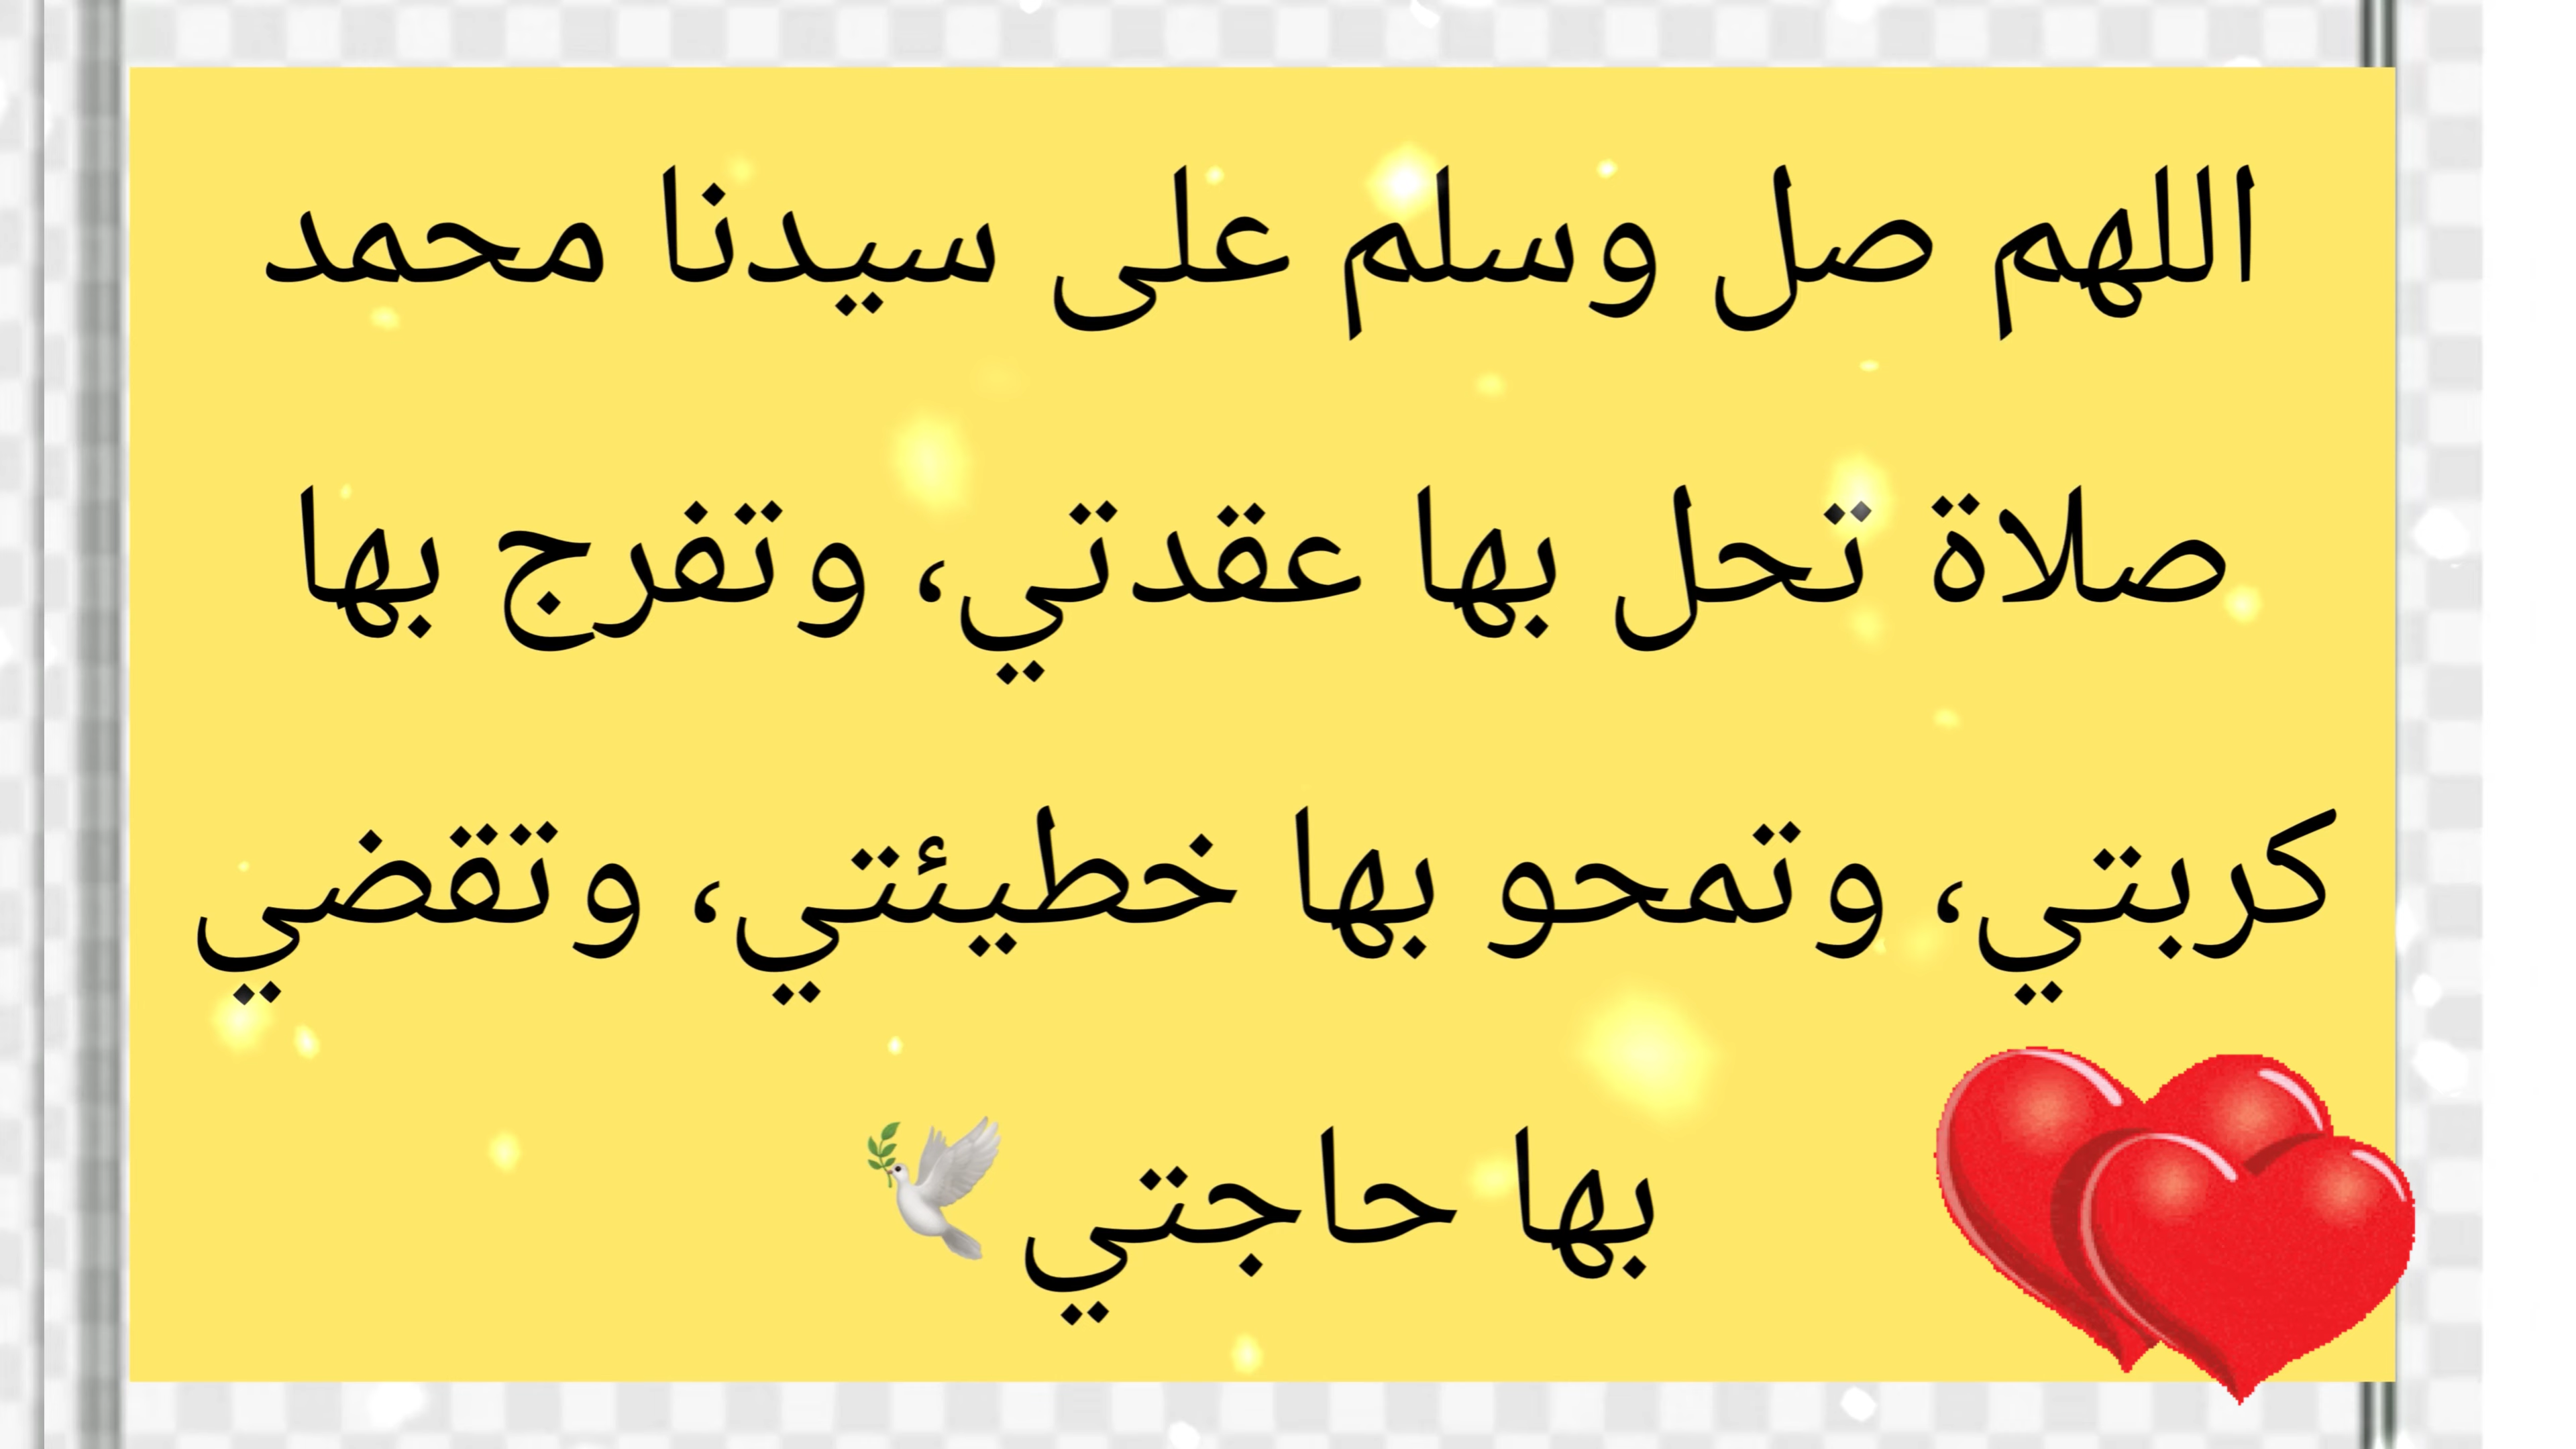 اللهم صل وسلم على سيدنا محمد
صلاة تحل بها عقدتي، وتفرج بها
كربتي، وتمحو بها خطيئتي، وتقضي
بها حاجتي🕊️